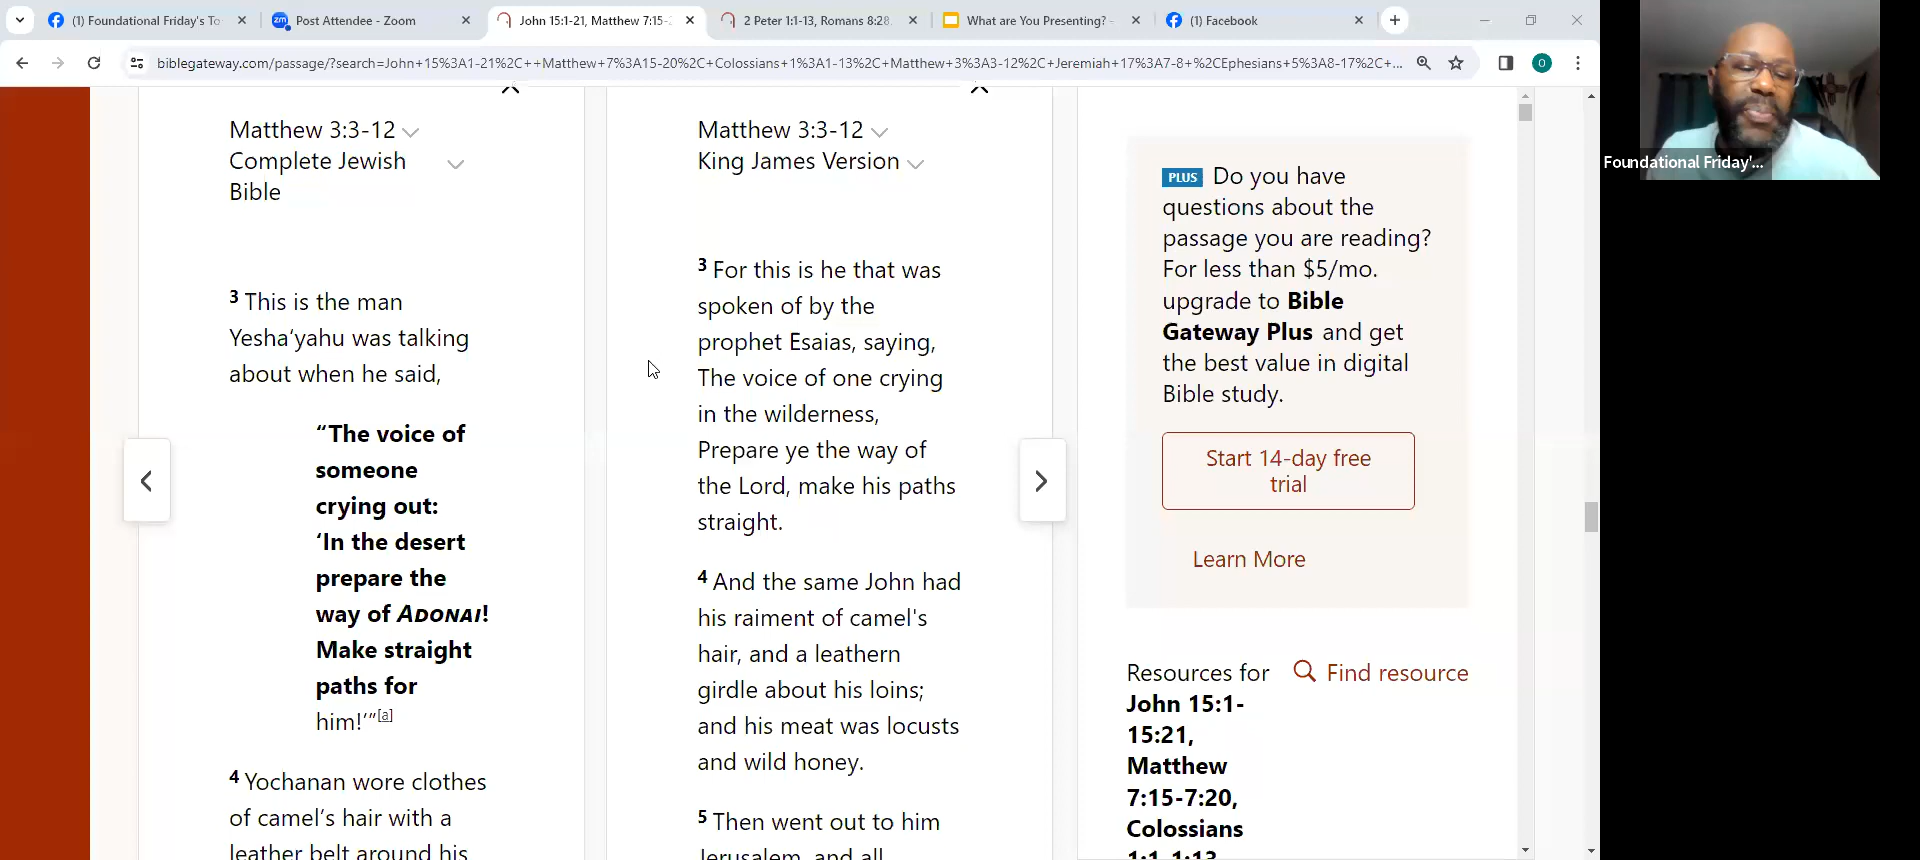 (1) Foundational Friday's To
Post Attendee - Zoom
John 15:1-21, Matthew 7:15-2
2 Peter 1:1-13, Romans 8:28,
What are You Presenting? -
(1) Facebook
biblegateway.com/passage/?search=John+15%3A1-21%2C++Matthew+7%3A15-20%2C+Colossians+1%3A1-13%2C+Matthew+3%3A3-12%2C+Jeremiah+17%3A7-8+%2CEphesians+5%3A8-17%2C+...
O
Matthew 3:3-12
Complete Jewish
Bible
3 This is the man
Yesha‘yahu was talking
about when he said,
“The voice of
someone
crying out:
‘In the desert
prepare the
way of ADONAI!
Make straight
paths for
him!’”[a]
4 Yochanan wore clothes
of camel’s hair with a
leather belt around his
Matthew 3:3-12
King James Version
3 For this is he that was
spoken of by the
prophet Esaias, saying,
The voice of one crying
in the wilderness,
Prepare ye the way of
the Lord, make his paths
straight.
4 And the same John had
his raiment of camel's
hair, and a leathern
girdle about his loins;
and his meat was locusts
and wild honey.
5 Then went out to him
Jerusalem, and all
PLUS Do you have
questions about the
passage you are reading?
For less than $5/mo.
upgrade to Bible
Gateway Plus and get
the best value in digital
Bible study.
Start 14-day free
trial
Learn More
Resources for
Find resource
John 15:1-
15:21,
Matthew
7:15-7:20,
Colossians
1:1-1:13
Foundational Friday'...